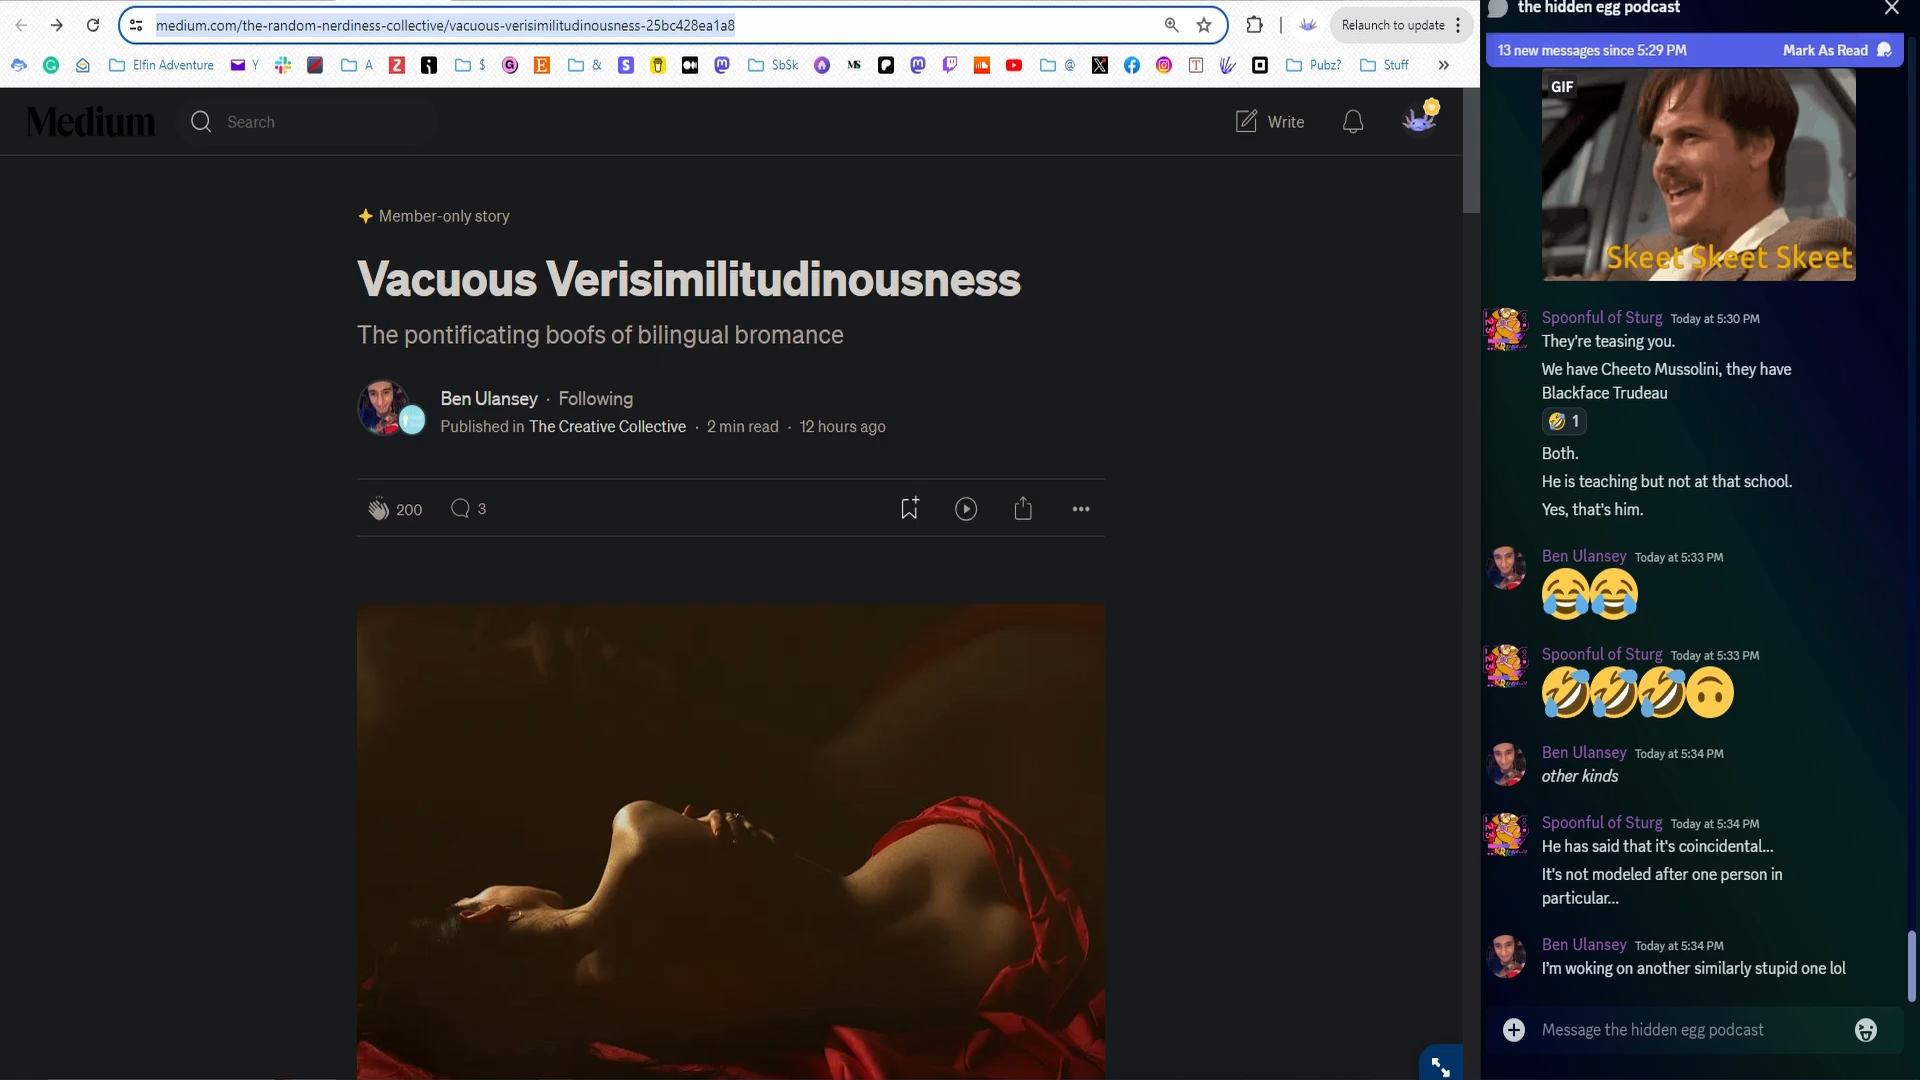 medium.com/the-random-nerdiness-collective/vacuous-verisimilitudinousness-25bc428ea1a8
Relaunch to update
Elfin Adventure
Y
A
$
&
SbSk
@
Pubz?
Stuff
Medium
Search
Write
Member-only story
Vacuous Verisimilitudinousness
The pontificating boofs of bilingual bromance
Ben Ulansey · Following
Published in The Creative Collective · 2 min read · 12 hours ago
200
3
the hidden egg podcast
13 new messages since 5:29 PM
Mark As Read
GIF
Skeet Skeet Skeet
Spoonful of Sturg Today at 5:30 PM
They're teasing you.
We have Cheeto Mussolini, they have
Blackface Trudeau
1
Both.
He is teaching but not at that school.
Yes, that's him.
Ben Ulansey Today at 5:33 PM
Spoonful of Sturg Today at 5:33 PM
Ben Ulansey Today at 5:34 PM
other kinds
Spoonful of Sturg Today at 5:34 PM
He has said that it's coincidental...
It's not modeled after one person in
particular...
Ben Ulansey Today at 5:34 PM
I'm woking on another similarly stupid one lol
Message the hidden egg podcast